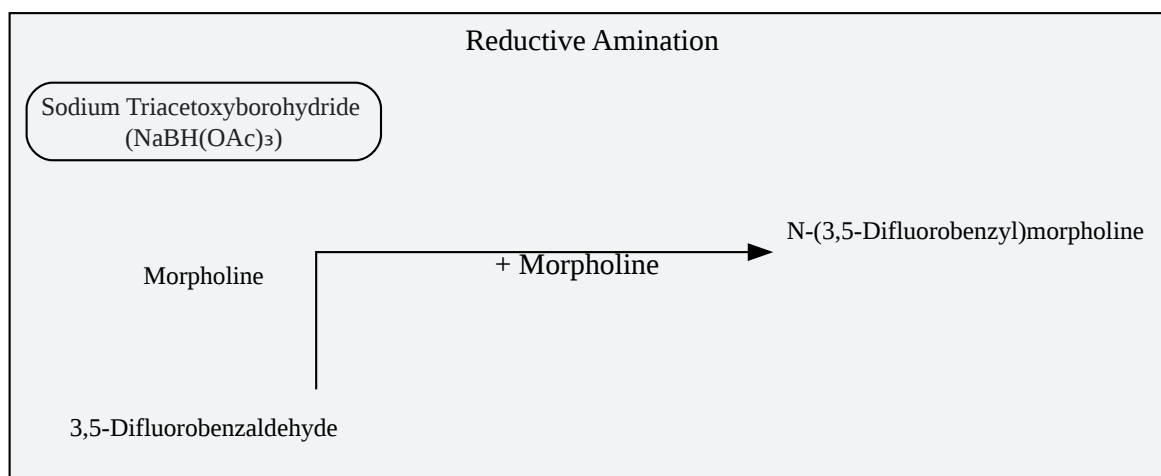 Reductive Amination
Sodium Triacetoxyborohydride
(NaBH(OAc)₃)
N-(3,5-Difluorobenzyl)morpholine
+ Morpholine
Morpholine
3,5-Difluorobenzaldehyde